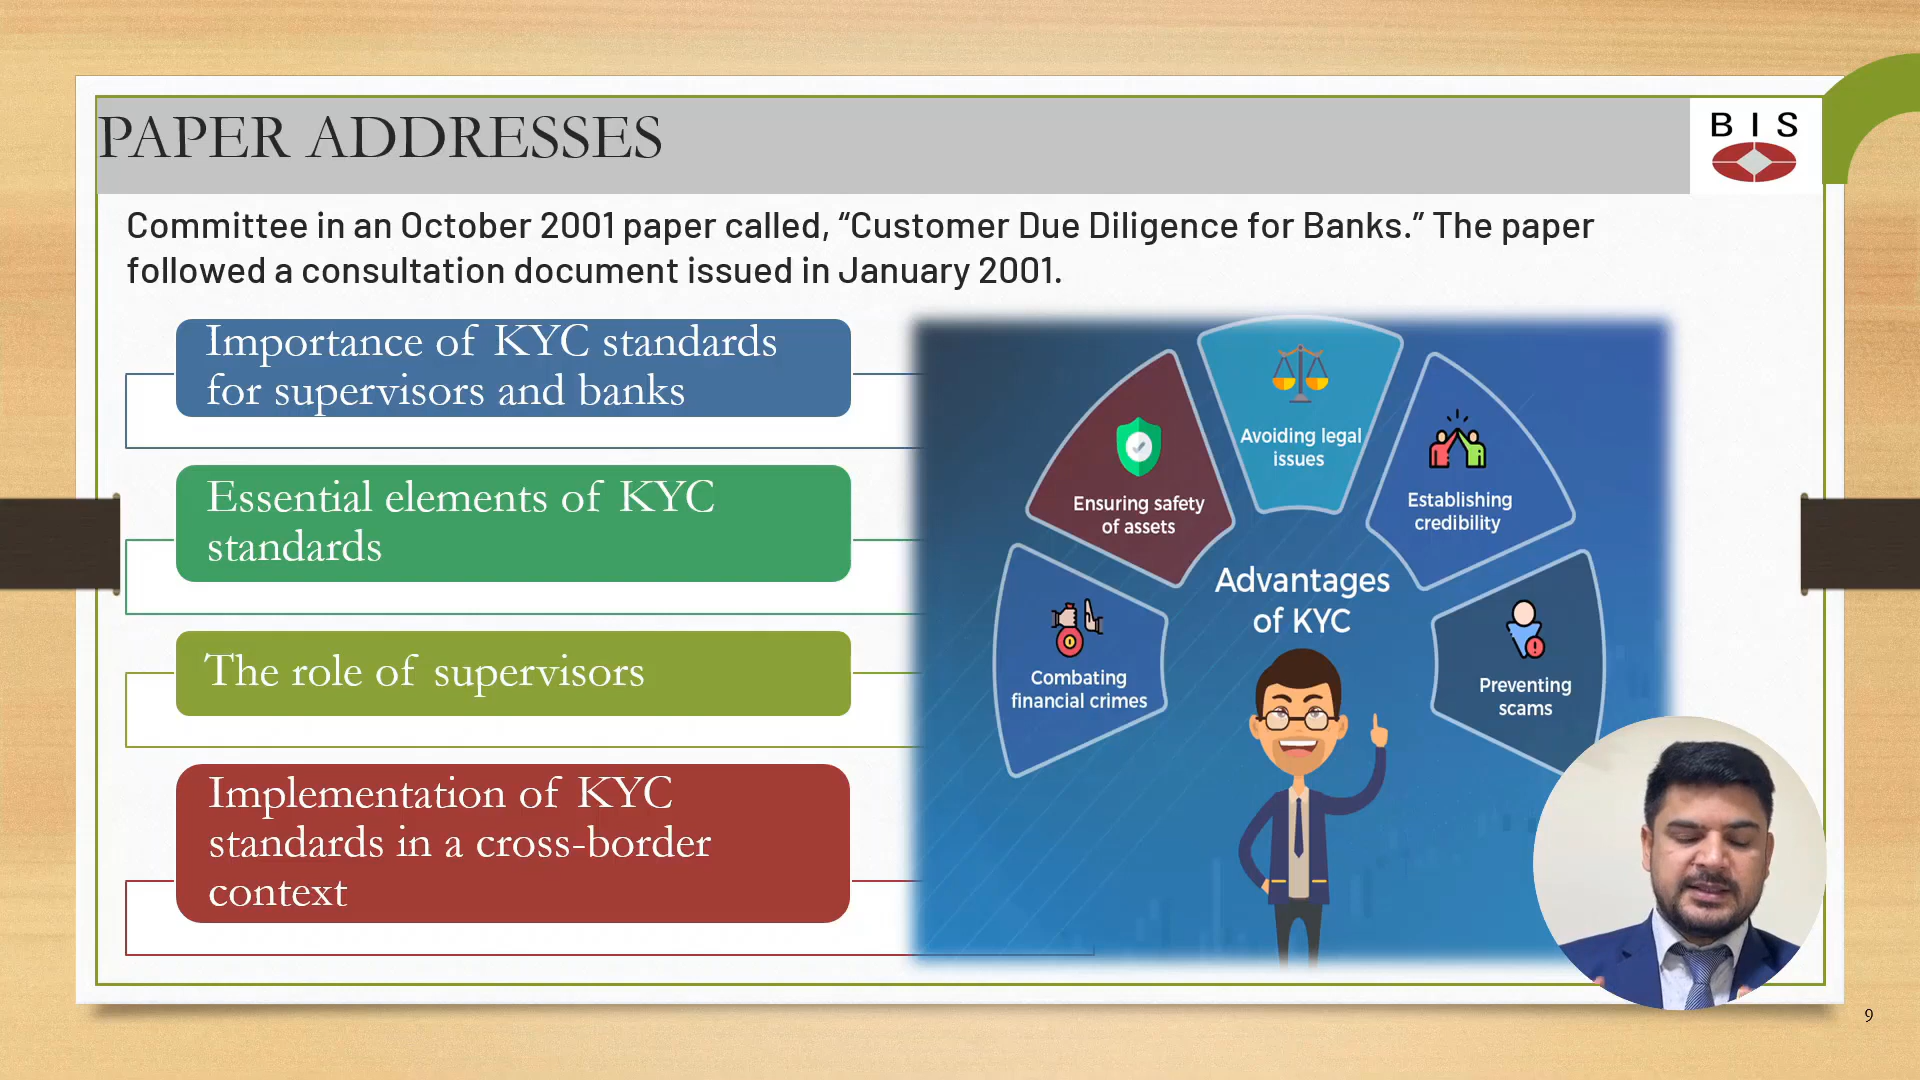 PAPER ADDRESSES
B I S
Committee in an October 2001 paper called, “Customer Due Diligence for Banks.” The paper
followed a consultation document issued in January 2001.
Importance of KYC standards
for supervisors and banks
Essential elements of KYC
standards
The role of supervisors
Implementation of KYC
standards in a cross-border
context
Avoiding legal
issues
Ensuring safety
of assets
Establishing
credibility
Advantages
of KYC
Combating
financial crimes
Preventing
scams
9